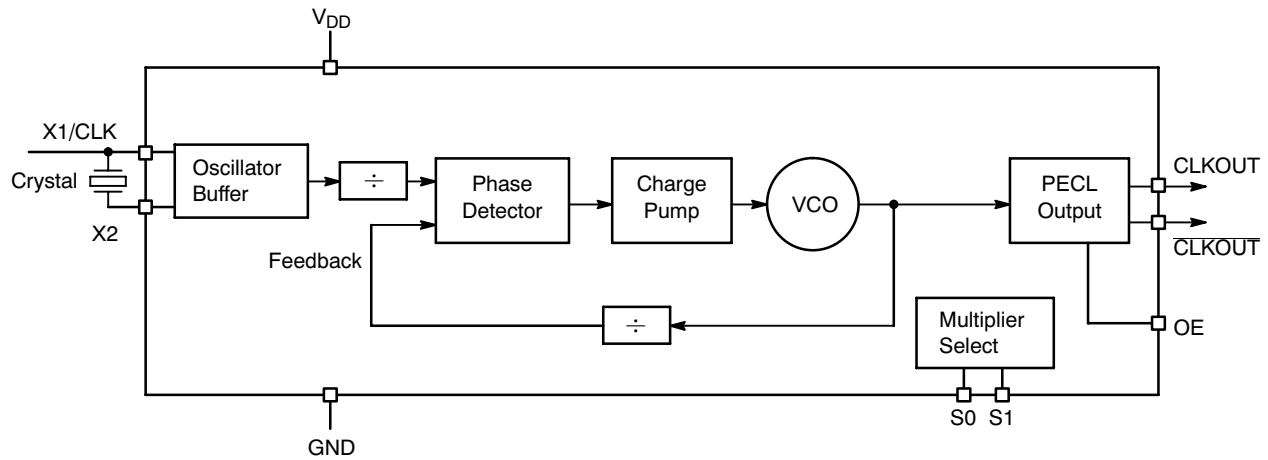 VDD
X1/CLK
Crystal
X2
Oscillator
Buffer
÷
Phase
Detector
Charge
Pump
VCO
PECL
Output
CLKOUT
CLKOUT
Feedback
÷
Multiplier
Select
OE
S0 S1
GND